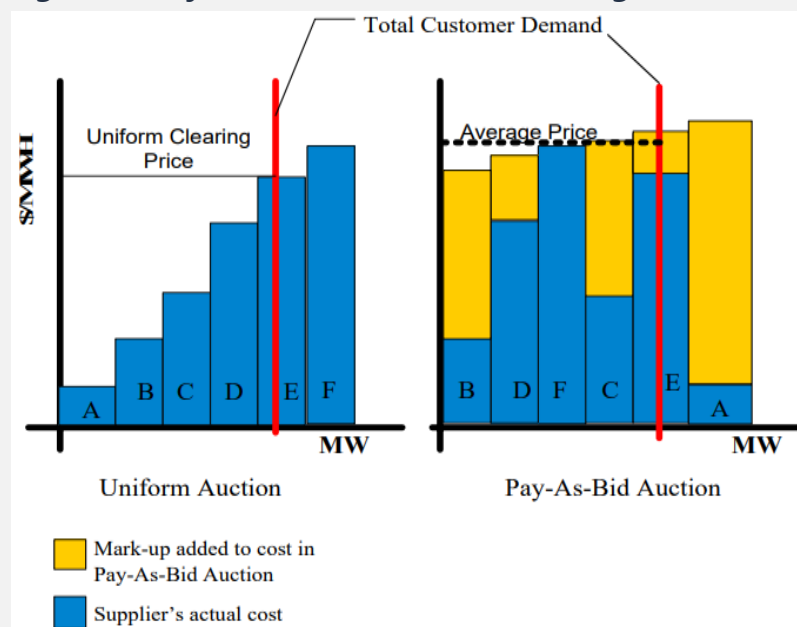 Total Customer Demand
Uniform Clearing
Price
Average Price
$/MWH
A
B
C
D
E
F
B
D
F
C
E
A
MW
MW
Uniform Auction
Pay-As-Bid Auction
Mark-up added to cost in
Pay-As-Bid Auction
Supplier's actual cost